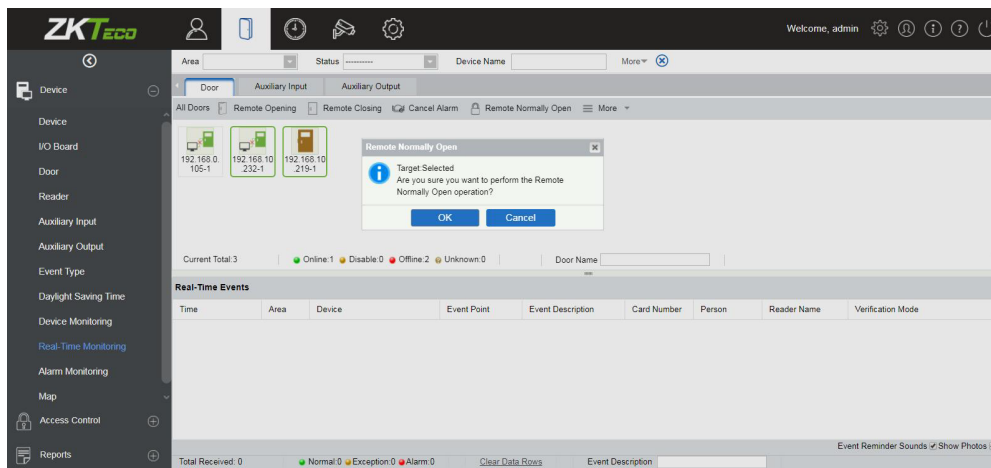 ZKTeco
Welcome, admin
Area Status ---------- Device Name More
Device
Door Auxiliary Input Auxiliary Output
All Doors Remote Opening Remote Closing Cancel Alarm Remote Normally Open More
Device
I/O Board
Door
Reader
Auxiliary Input
Auxiliary Output
Event Type
Daylight Saving Time
Device Monitoring
Real-Time Monitoring
Alarm Monitoring
Map
Access Control
Reports
192.168.0.
105-1
192.168.10
.232-1
192.168.10
.219-1
Remote Normally Open
Target:Selected
Are you sure you want to perform the Remote
Normally Open operation?
OK Cancel
Current Total:3 Online:1 Disable:0 Offline:2 Unknown:0 Door Name
Real-Time Events
Time Area Device Event Point Event Description Card Number Person Reader Name Verification Mode
Event Reminder Sounds Show Photos
Total Received: 0 Normal:0 Exception:0 Alarm:0 Clear Data Rows Event Description